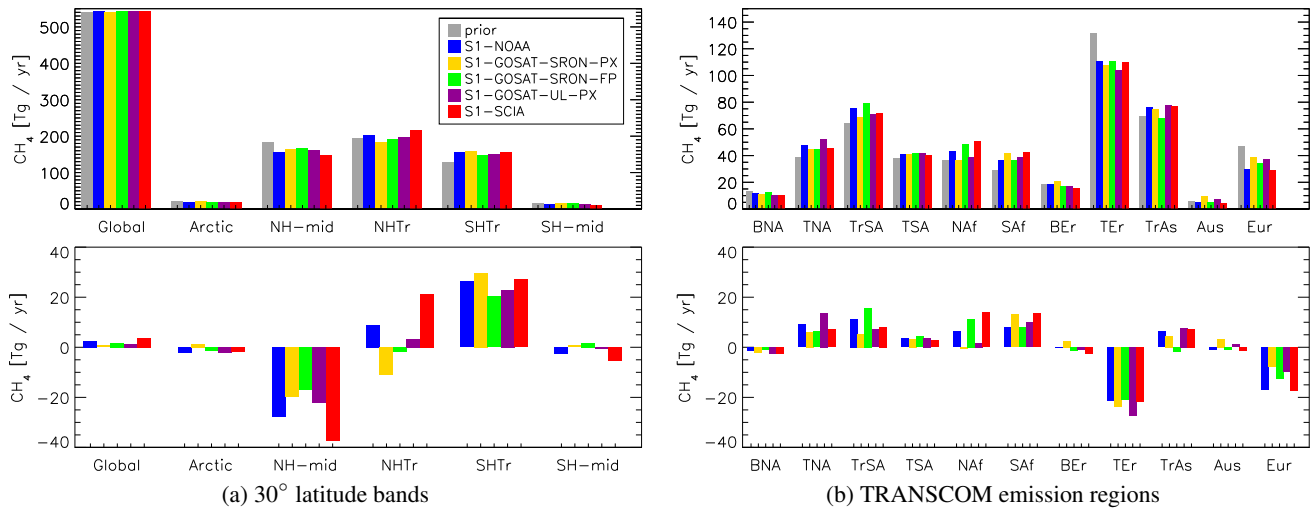 500
400
300
200
100
0
CH4 [Tg / yr]
prior
S1-NOAA
S1-GOSAT-SRON-PX
S1-GOSAT-SRON-FP
S1-GOSAT-UL-PX
S1-SCIA
Global Arctic NH-mid NHTr SHTr SH-mid
40
20
0
-20
-40
CH4 [Tg / yr]
Global Arctic NH-mid NHTr SHTr SH-mid
(a) 30° latitude bands
140
120
100
80
60
40
20
0
CH4 [Tg / yr]
BNA TNA TrSA TSA NAf SAf BEr TEr TrAs Aus Eur
40
20
0
-20
-40
CH4 [Tg / yr]
BNA TNA TrSA TSA NAf SAf BEr TEr TrAs Aus Eur
(b) TRANSCOM emission regions